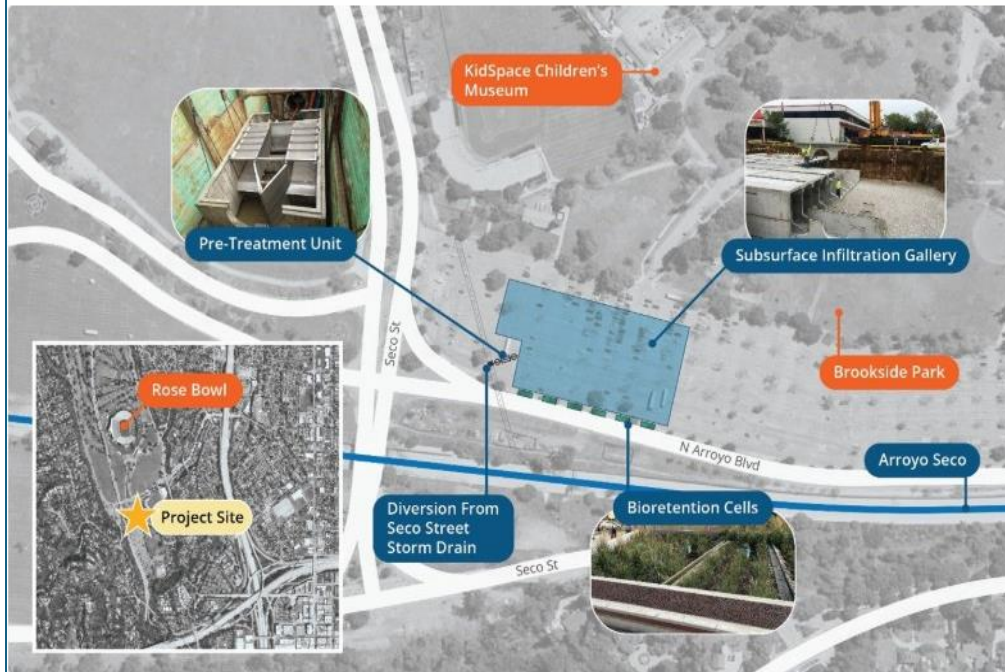 KidSpace Children's
Museum
Pre-Treatment Unit
Subsurface Infiltration Gallery
Seco St
Rose Bowl
Brookside Park
N Arroyo Blvd
Arroyo Seco
Project Site
Diversion From
Seco Street
Storm Drain
Bioretention Cells
Seco St